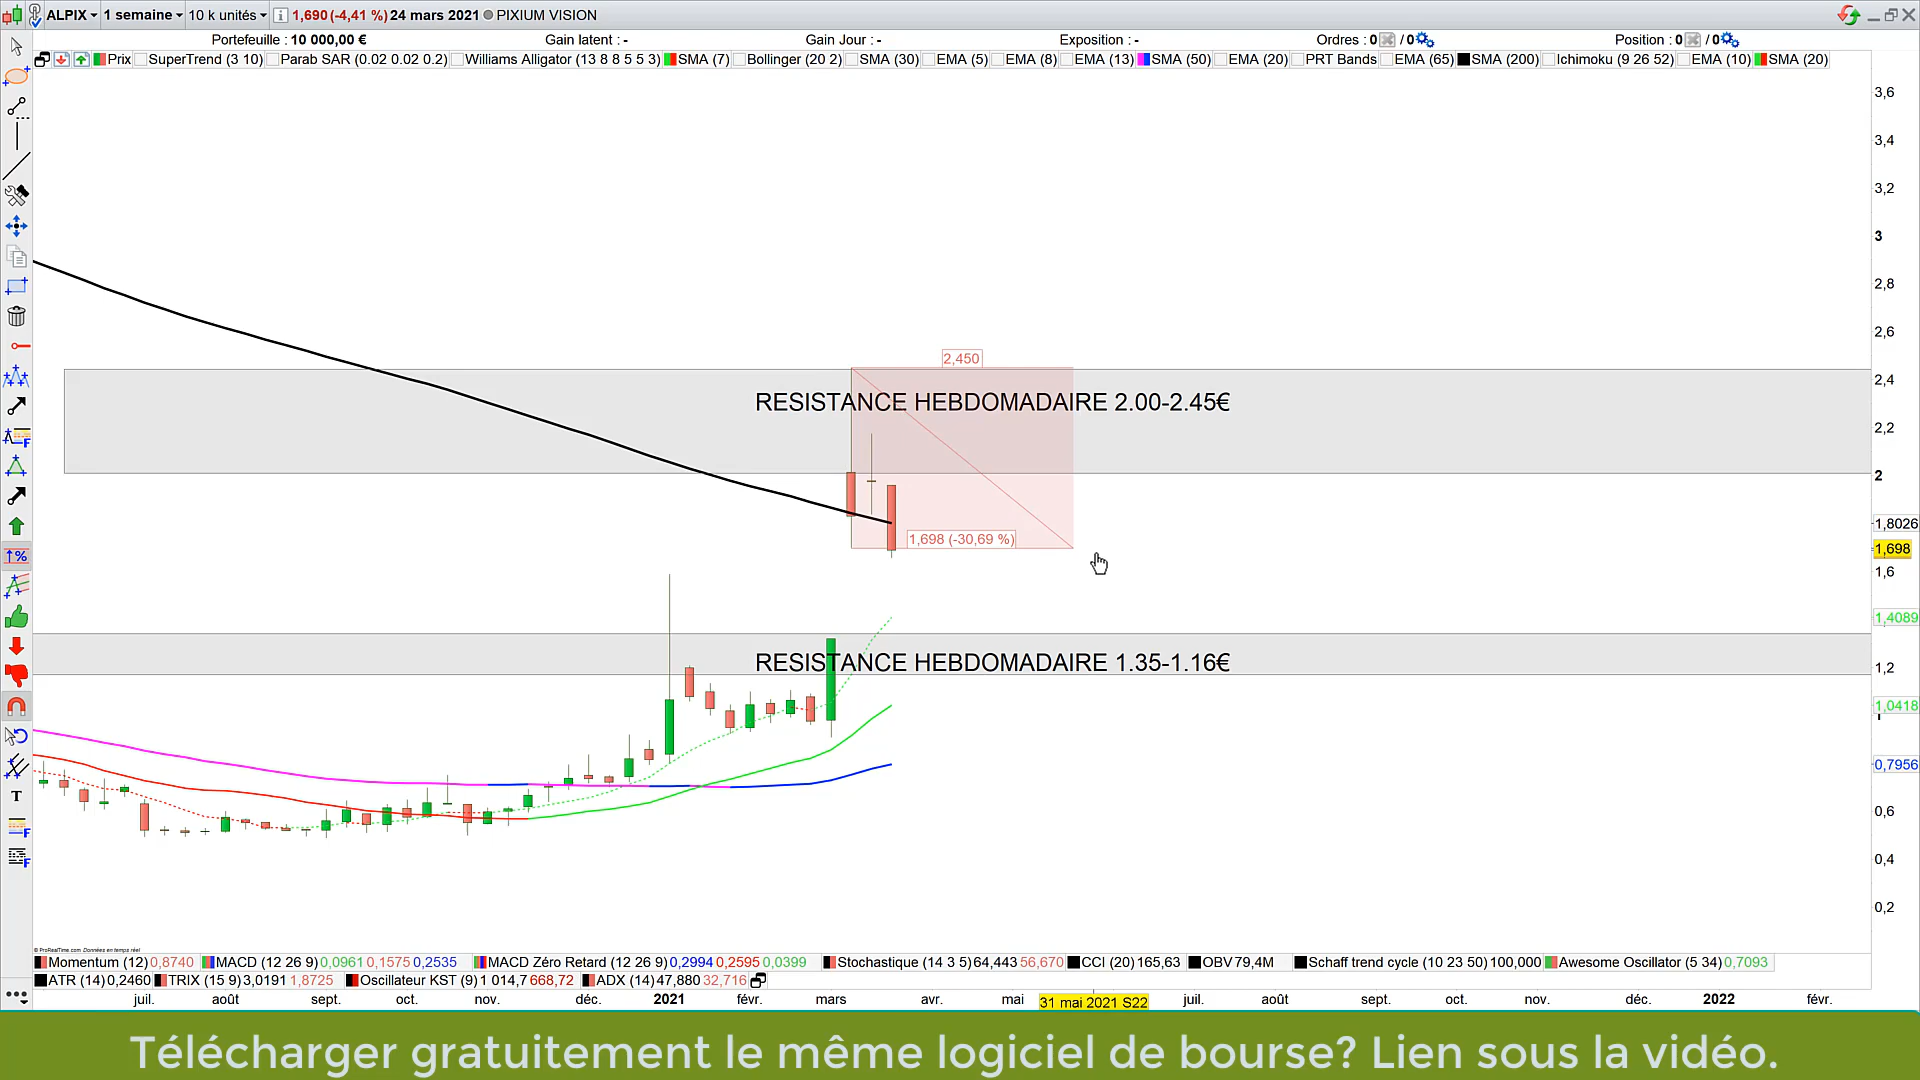 ALPIX 1 semaine 10 k unités 1,690 (-4,41 %) 24 mars 2021 PIXIUM VISION
Portefeuille : 10 000,00 € Gain latent : - Gain Jour : - Exposition : - Ordres : 0 / 0 Position : 0 / 0
Prix SuperTrend (3 10) Parab SAR (0.02 0.02 0.2) Williams Alligator (13 8 8 5 5 3) SMA (7) Bollinger (20 2) SMA (30) EMA (5) EMA (8) EMA (13) SMA (50) EMA (20) PRT Bands EMA (65) SMA (200) Ichimoku (9 26 52) EMA (10) SMA (20)
3,6
3,4
3,2
3
2,8
2,6
2,450
2,4
RESISTANCE HEBDOMADAIRE 2.00-2.45€
2,2
2
1,8026
1,698 (-30,69 %)
1,698
1,6
1,4089
RESISTANCE HEBDOMADAIRE 1.35-1.16€
1,2
1,0418
1
0,7956
0,6
0,4
0,2
© ProRealTime.com Données en temps réel
Momentum (12) 0,8740 MACD (12 26 9) 0,0961 0,1575 0,2535 MACD Zéro Retard (12 26 9) 0,2994 0,2595 0,0399 Stochastique (14 3 5) 64,443 56,670 CCI (20) 165,63 OBV 79,4M Schaff trend cycle (10 23 50) 100,000 Awesome Oscillator (5 34) 0,7093
ATR (14) 0,2460 TRIX (15 9) 3,0191 1,8725 Oscillateur KST (9) 1 014,7 668,72 ADX (14) 47,880 32,716
juil. août sept. oct. nov. déc. 2021 févr. mars avr. mai 31 mai 2021 S22 juil. août sept. oct. nov. déc. 2022 févr.
Télécharger gratuitement le même logiciel de bourse? Lien sous la vidéo.